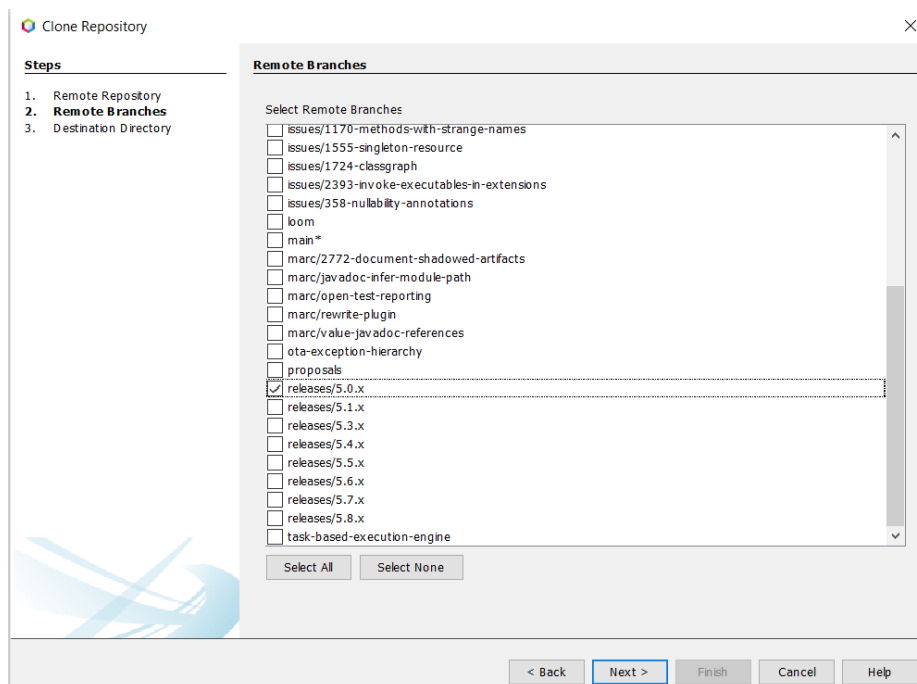 Clone Repository
Steps
1. Remote Repository
2. Remote Branches
3. Destination Directory
Remote Branches
Select Remote Branches
issues/1170-methods-with-strange-names
issues/1555-singleton-resource
issues/1724-classgraph
issues/2393-invoke-executables-in-extensions
issues/358-nullability-annotations
loom
main*
marc/2772-document-shadowed-artifacts
marc/javadoc-infer-module-path
marc/open-test-reporting
marc/rewrite-plugin
marc/value-javadoc-references
ota-exception-hierarchy
proposals
releases/5.0.x
releases/5.1.x
releases/5.3.x
releases/5.4.x
releases/5.5.x
releases/5.6.x
releases/5.7.x
releases/5.8.x
task-based-execution-engine
Select All Select None
< Back Next > Finish Cancel Help